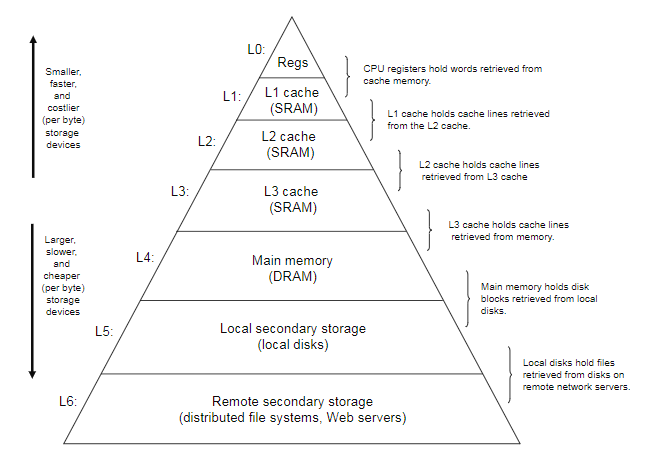 L0:
Regs
CPU registers hold words retrieved from
cache memory.
Smaller,
faster,
and
costlier
(per byte)
storage
devices
L1:
L1 cache
(SRAM)
L1 cache holds cache lines retrieved
from the L2 cache.
L2:
L2 cache
(SRAM)
L2 cache holds cache lines
retrieved from L3 cache
L3:
L3 cache
(SRAM)
L3 cache holds cache lines
retrieved from memory.
Larger,
slower,
and
cheaper
(per byte)
storage
devices
L4:
Main memory
(DRAM)
Main memory holds disk
blocks retrieved from local
disks.
L5:
Local secondary storage
(local disks)
Local disks hold files
retrieved from disks on
remote network servers.
L6:
Remote secondary storage
(distributed file systems, Web servers)